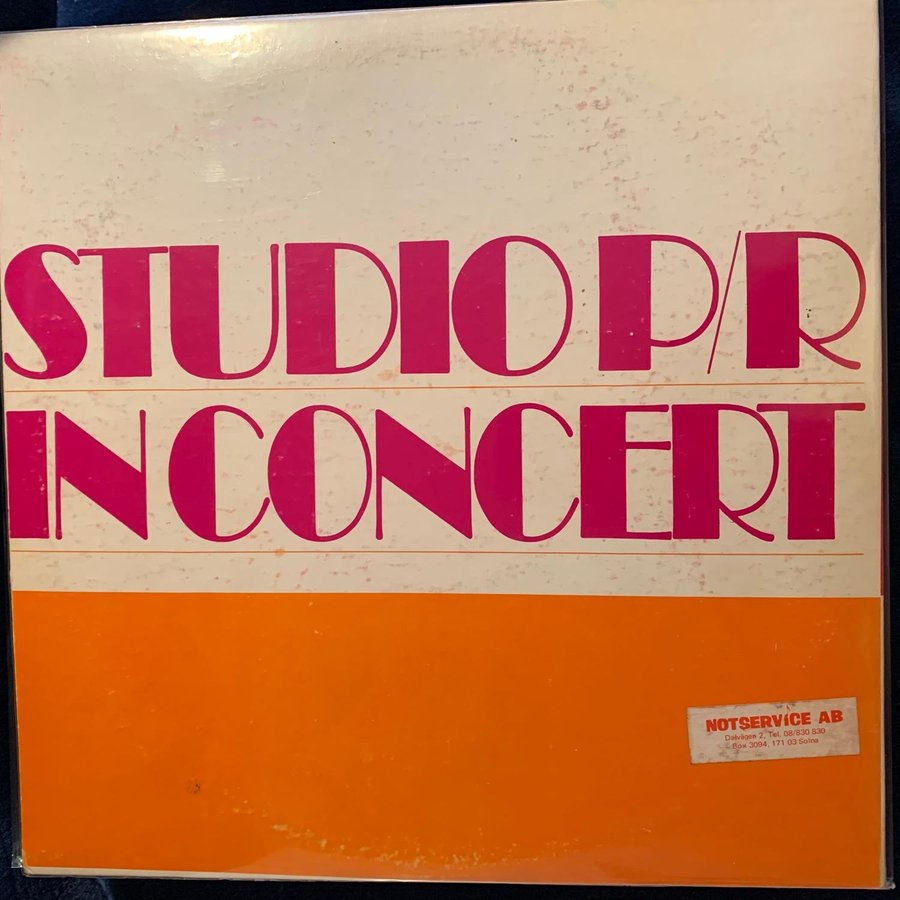 STUDIO P/R
IN CONCERT
NOTSERVICE AB
Dalvägen 2, Tel. 08/830 830
Box 3094, 171 03 Solna